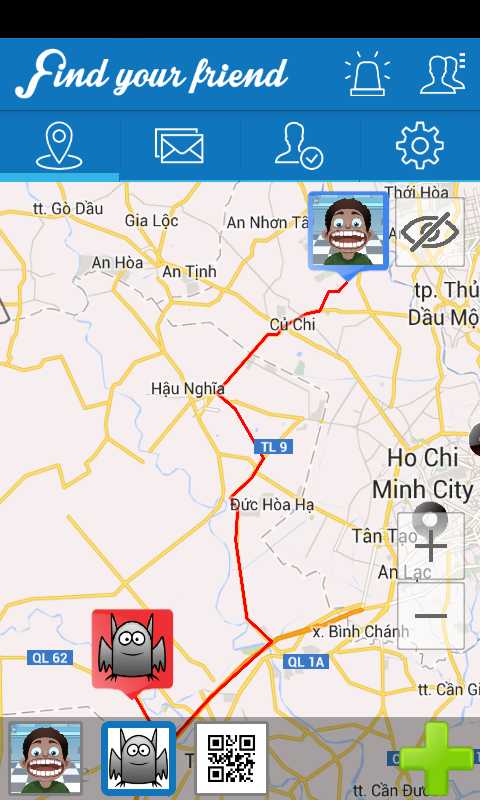 Find your friend
Thới Hòa
tt. Gò Dầu
Gia Lộc
An Nhơn Tâ
An Hòa
An Tịnh
tp. Thủ
Dầu Mộ
Củ Chi
Hậu Nghĩa
TL 9
Ho Chi
Minh City
Đức Hòa Hạ
Tân Tạo
An Lạc
x. Bình Chánh
QL 62
QL 1A
tt. Cần Gi
T
tt. Cần Đư